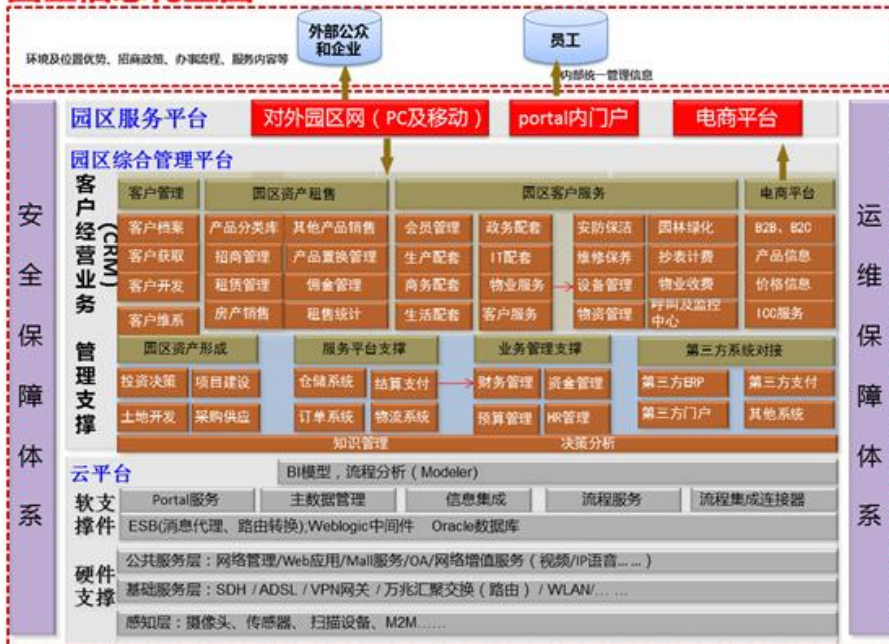 外部公众
和企业
员工
环境及位置优势、招商政策、办事流程、服务内容等
内部统一管理信息
园区服务平台
对外园区网（PC及移动）
portal内门户
电商平台
园区综合管理平台
安全保障体系
运维保障体系
客户经营业务
(CRM)
客户管理
园区资产租售
园区客户服务
电商平台
客户档案 产品分类库 其他产品销售 会员管理 政务配套 安防保洁 园林绿化 B2B、B2C
客户获取 招商管理 产品置换管理 生产配套 IT配套 维修保养 抄表计费 产品信息
客户开发 租赁管理 佣金管理 商务配套 物业服务 设备管理 物业收费 价格信息
客户维系 房产销售 租售统计 生活配套 客户服务 物资管理 呼叫及监控中心 IOC服务
管理支撑
园区资产形成 服务平台支撑 业务管理支撑 第三方系统对接
投资决策 项目建设 仓储系统 结算支付 财务管理 资金管理 第三方ERP 第三方支付
土地开发 采购供应 订单系统 物流系统 预算管理 HR管理 第三方门户 其他系统
知识管理 决策分析
云平台
BI模型，流程分析（Modeler)
软支撑件
Portal服务 主数据管理 信息集成 流程服务 流程集成连接器
ESB(消息代理、路由转换);Weblogic中间件 Oracle数据库
硬件支撑
公共服务层：网络管理/Web应用/Mall服务/OA/网络增值服务（视频/IP语音... ...）
基础服务层：SDH / ADSL / VPN网关 / 万兆汇聚交换（路由）/ WLAN/... ...
感知层：摄像头、传感器、 扫描设备、M2M......